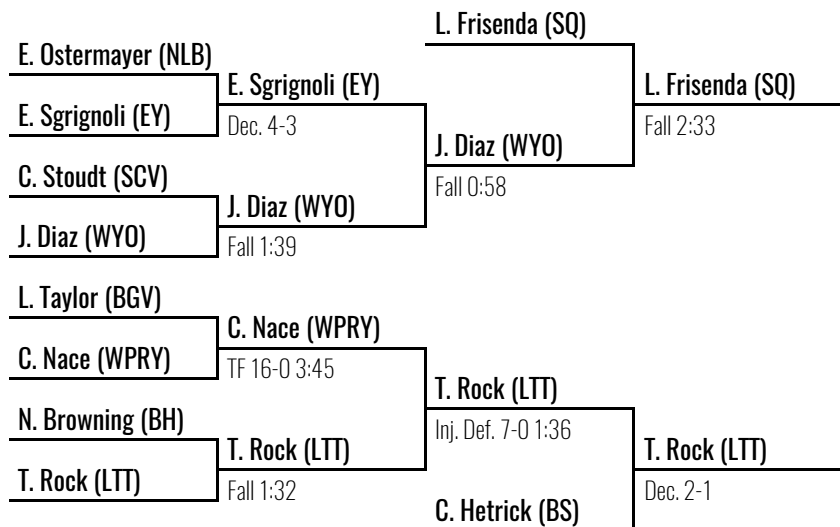 E. Ostermayer (NLB)
E. Sgrignoli (EY)
C. Stoudt (SCV)
J. Diaz (WYO)
L. Taylor (BGV)
C. Nace (WPRY)
N. Browning (BH)
T. Rock (LTT)
E. Sgrignoli (EY)
Dec. 4-3
J. Diaz (WYO)
Fall 1:39
C. Nace (WPRY)
TF 16-0 3:45
T. Rock (LTT)
Fall 1:32
L. Frisenda (SQ)
J. Diaz (WYO)
Fall 0:58
T. Rock (LTT)
Inj. Def. 7-0 1:36
C. Hetrick (BS)
L. Frisenda (SQ)
Fall 2:33
T. Rock (LTT)
Dec. 2-1